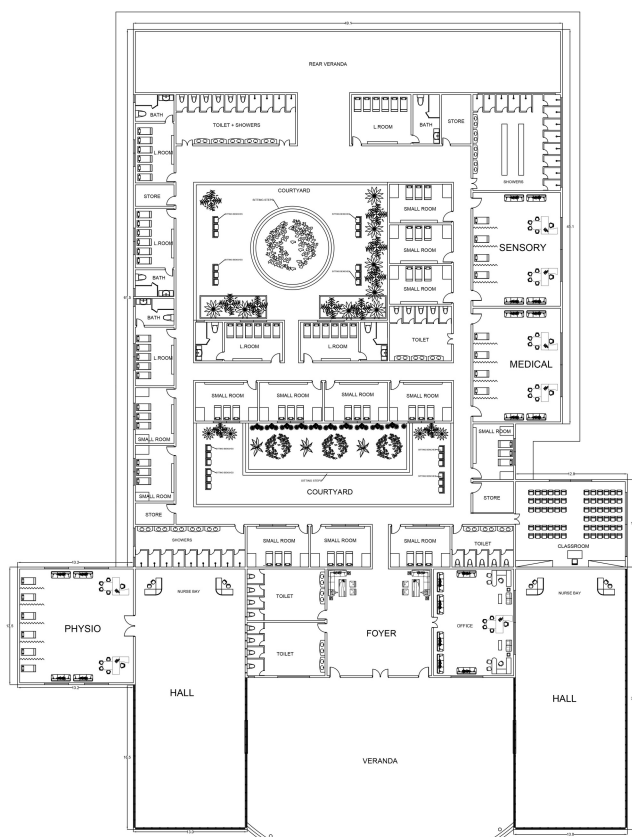 REAR VERANDA
BATH
TOILET + SHOWERS
L.ROOM
BATH
STORE
L.ROOM
SHOWERS
COURTYARD
STORE
SMALL ROOM
SMALL ROOM
SENSORY
L.ROOM
SMALL ROOM
BATH
BATH
L.ROOM
L.ROOM
L.ROOM
TOILET
MEDICAL
SMALL ROOM
SMALL ROOM
SMALL ROOM
SMALL ROOM
SMALL ROOM
SMALL ROOM
SMALL ROOM
COURTYARD
STORE
STORE
SHOWERS
SMALL ROOM
SMALL ROOM
SMALL ROOM
TOILET
CLASSROOM
NURSE BAY
TOILET
NURSE BAY
PHYSIO
FOYER
OFFICE
TOILET
HALL
HALL
VERANDA